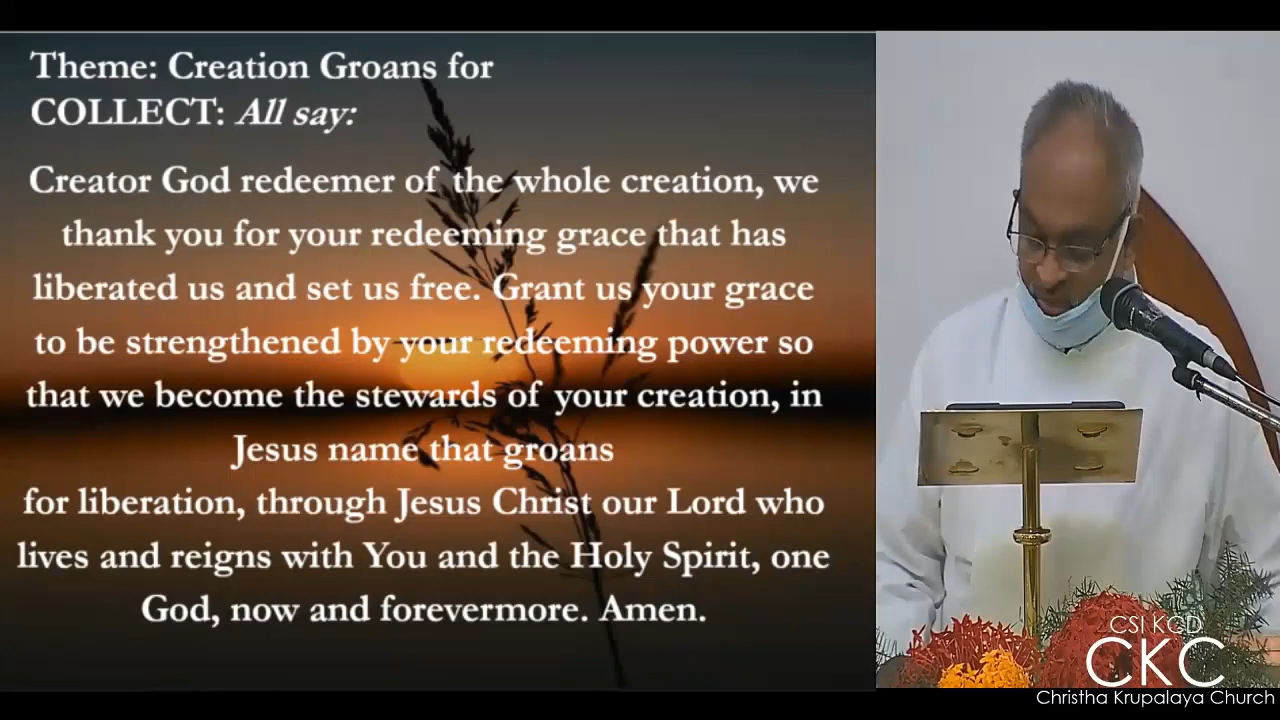 Theme: Creation Groans for
COLLECT: All say:
Creator God redeemer of the whole creation, we
thank you for your redeeming grace that has
liberated us and set us free. Grant us your grace
to be strengthened by your redeeming power so
that we become the stewards of your creation, in
Jesus name that groans
for liberation, through Jesus Christ our Lord who
lives and reigns with You and the Holy Spirit, one
God, now and forevermore. Amen.
CSI KCD
CKC
Christha Krupalaya Church